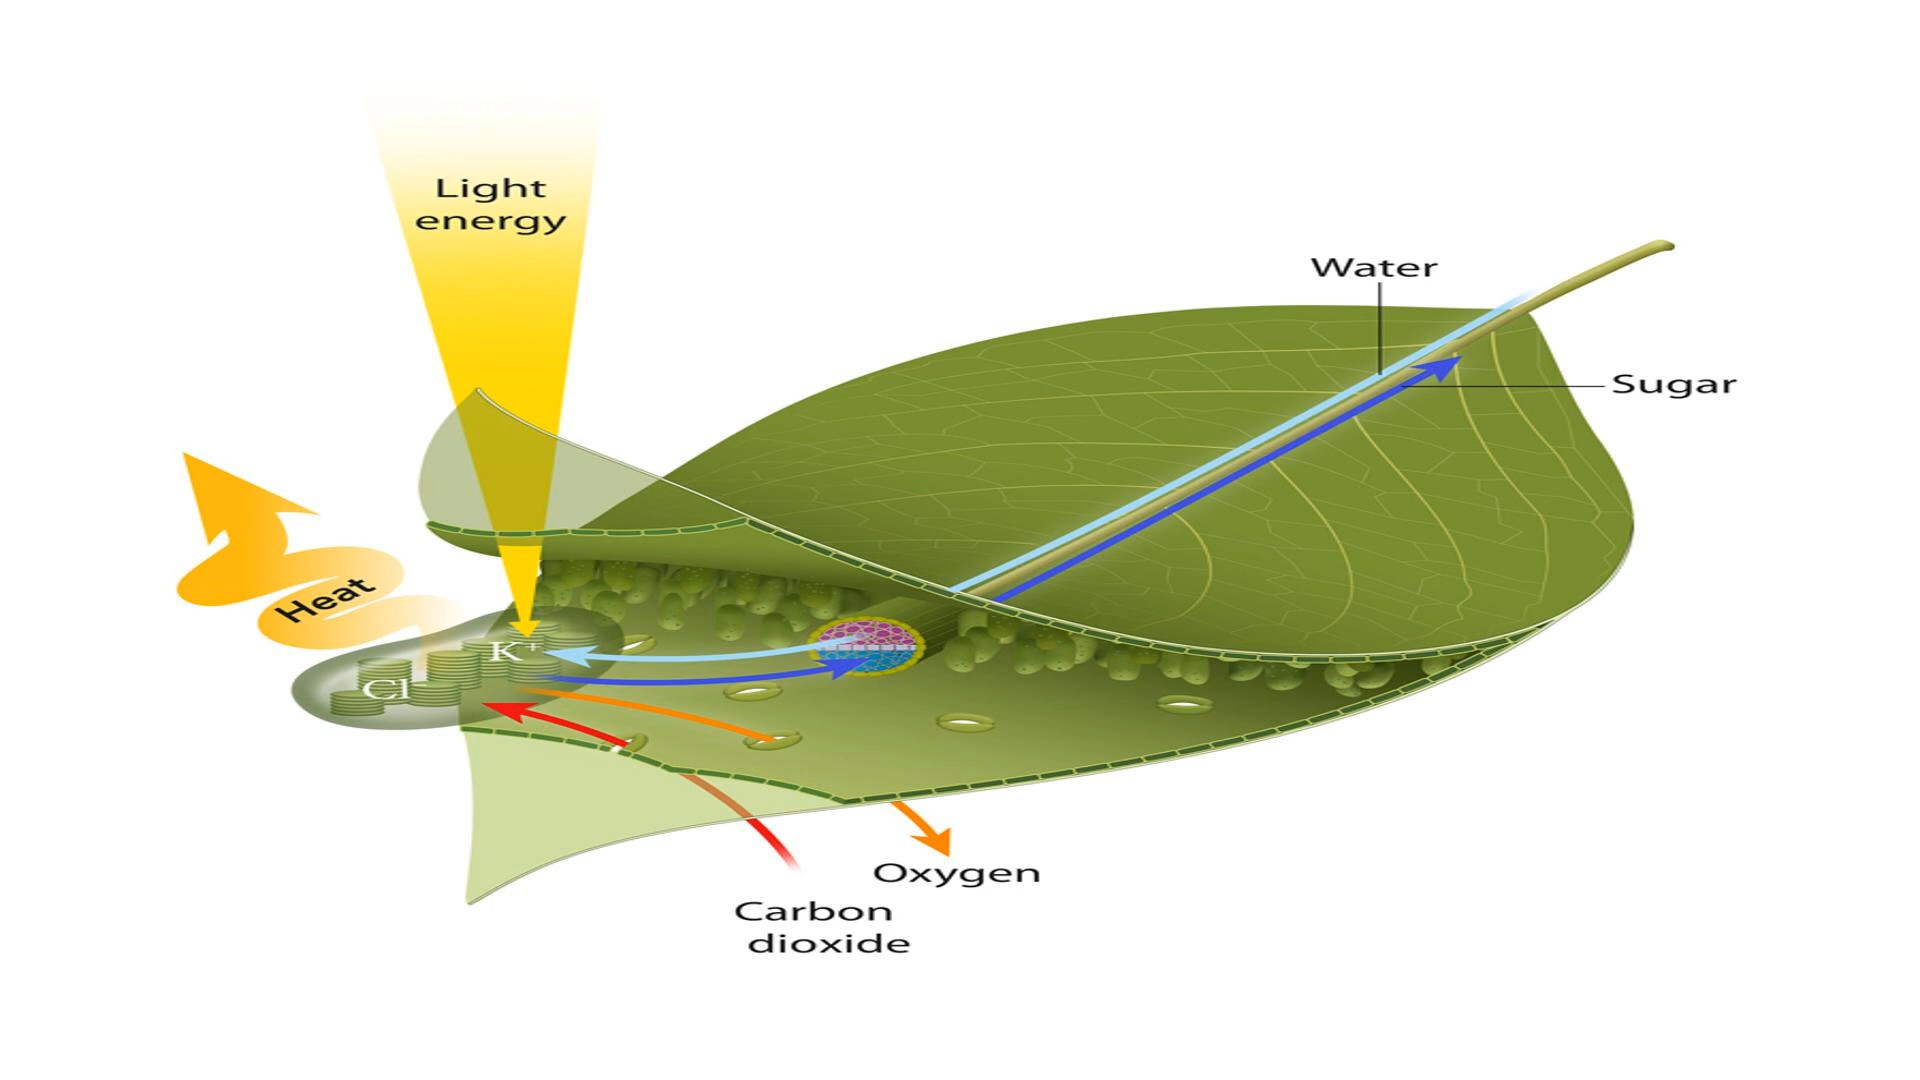 Light
energy
Water
Sugar
Heat
K+
Cl
Oxygen
Carbon
dioxide